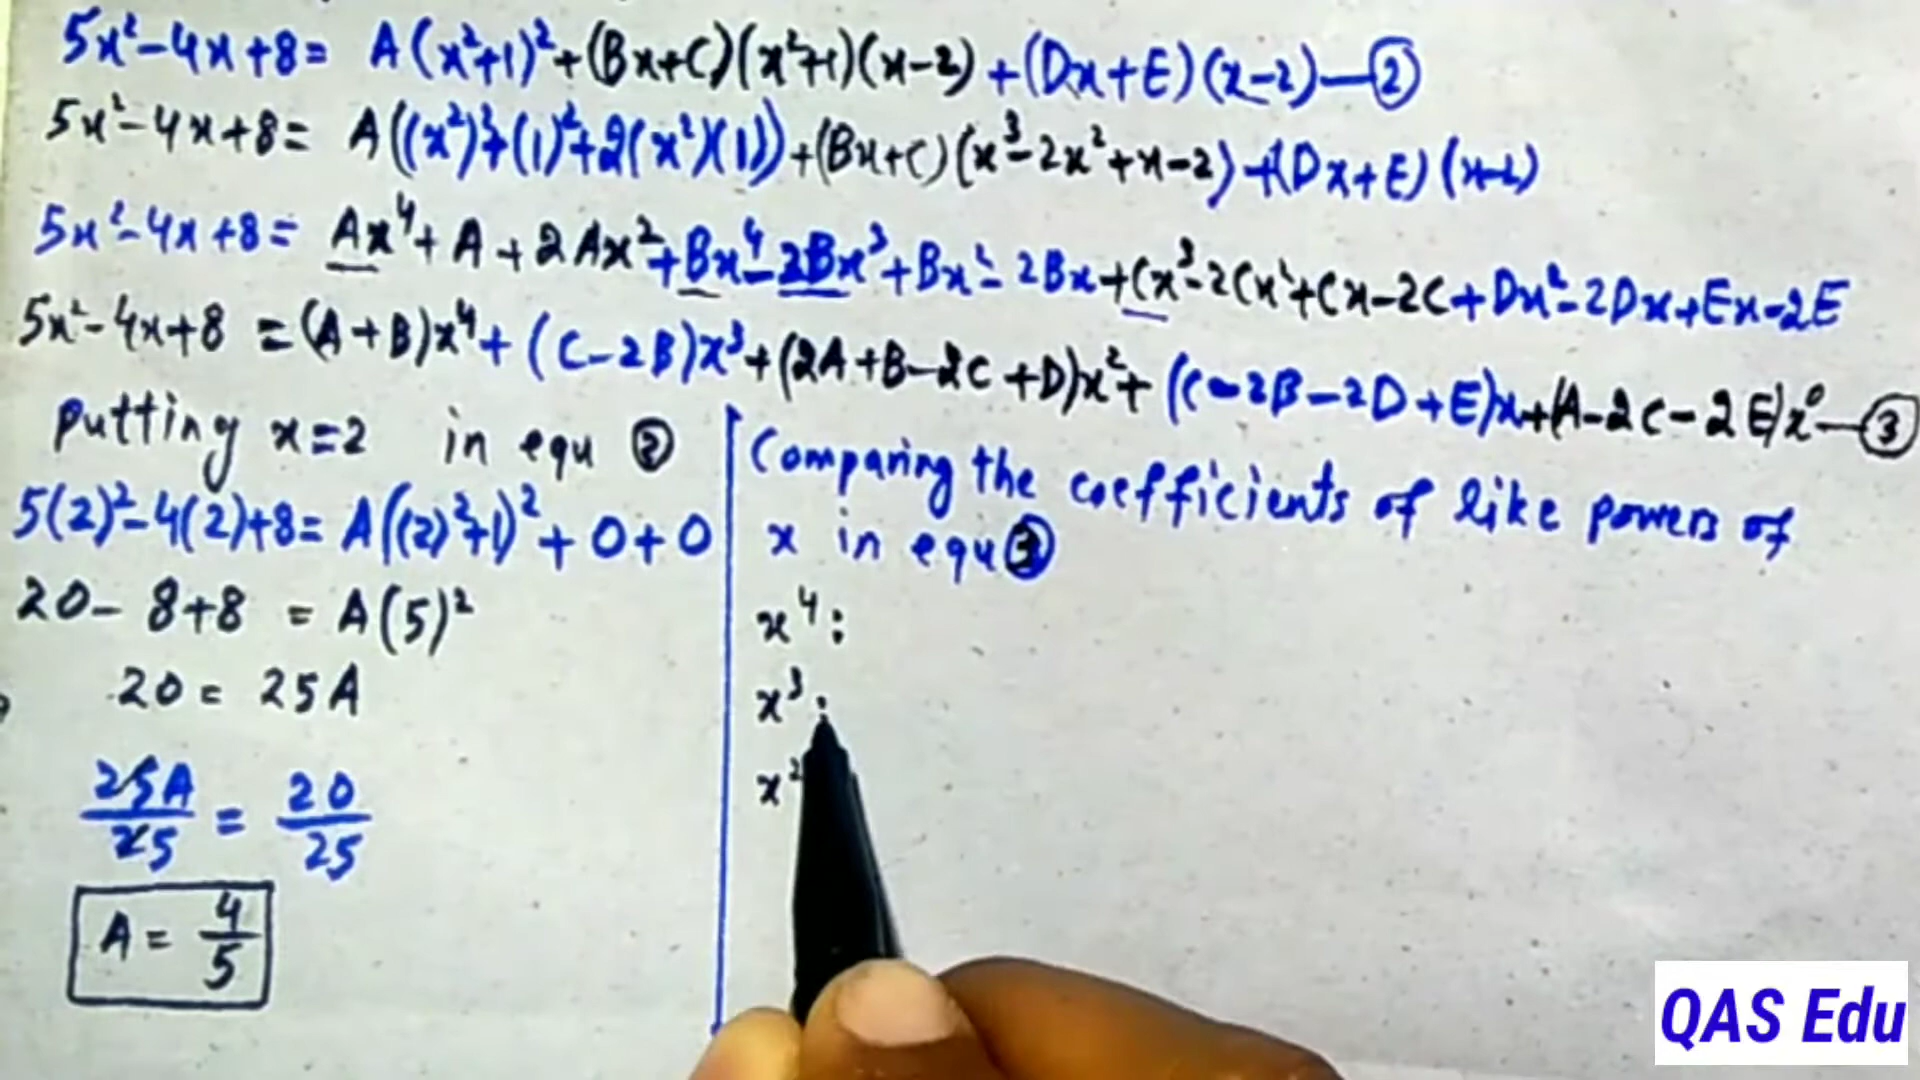 5x²-4x+8= A(x²+1)²+(Bx+C)(x²+1)(x-2)+(Dx+E)(x-2)—②
5x²-4x+8= A((x²)²+(1)²+2(x²)(1))+(Bx+C)(x³-2x²+x-2)+(Dx+E)(x-2)
5x²-4x+8= Ax⁴+A+2Ax²+Bx⁴-2Bx³+Bx²-2Bx+Cx³-2Cx²+Cx-2C+Dx²-2Dx+Ex-2E
5x²-4x+8 =(A+B)x⁴+(C-2B)x³+(2A+B-2C+D)x²+(C-2B-2D+E)x+(A-2C-2E)x⁰—③
putting x=2 in equ ②
5(2)²-4(2)+8= A((2)²+1)²+0+0
20-8+8 = A(5)²
20= 25A
25A/25 = 20/25
A= 4/5
Comparing the coefficients of like powers of
x in equ ③
x⁴:
x³:
x²
QAS Edu